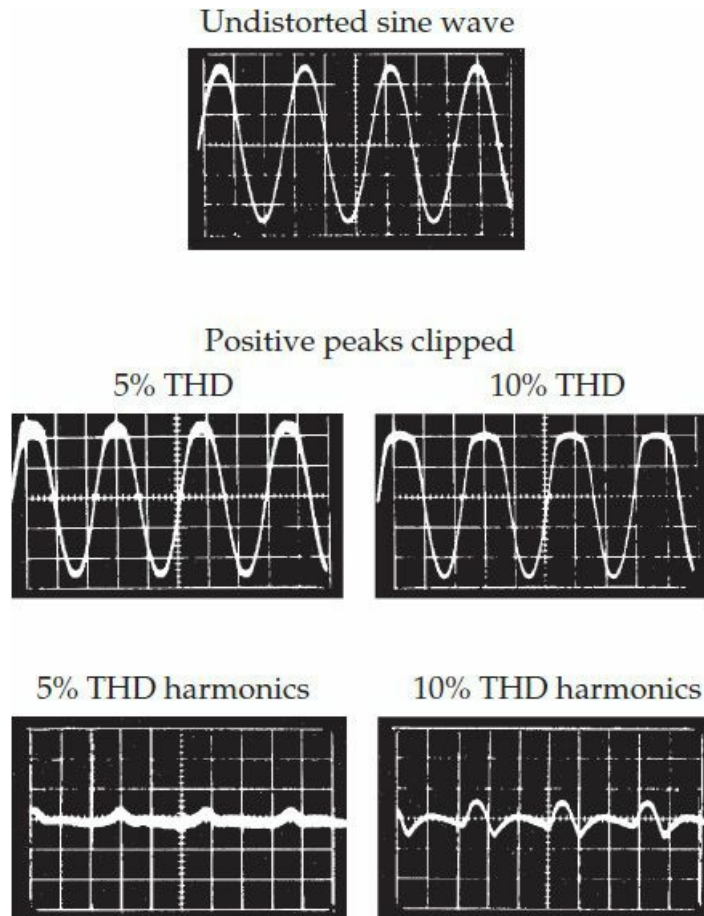 Undistorted sine wave
Positive peaks clipped
5% THD
10% THD
5% THD harmonics
10% THD harmonics